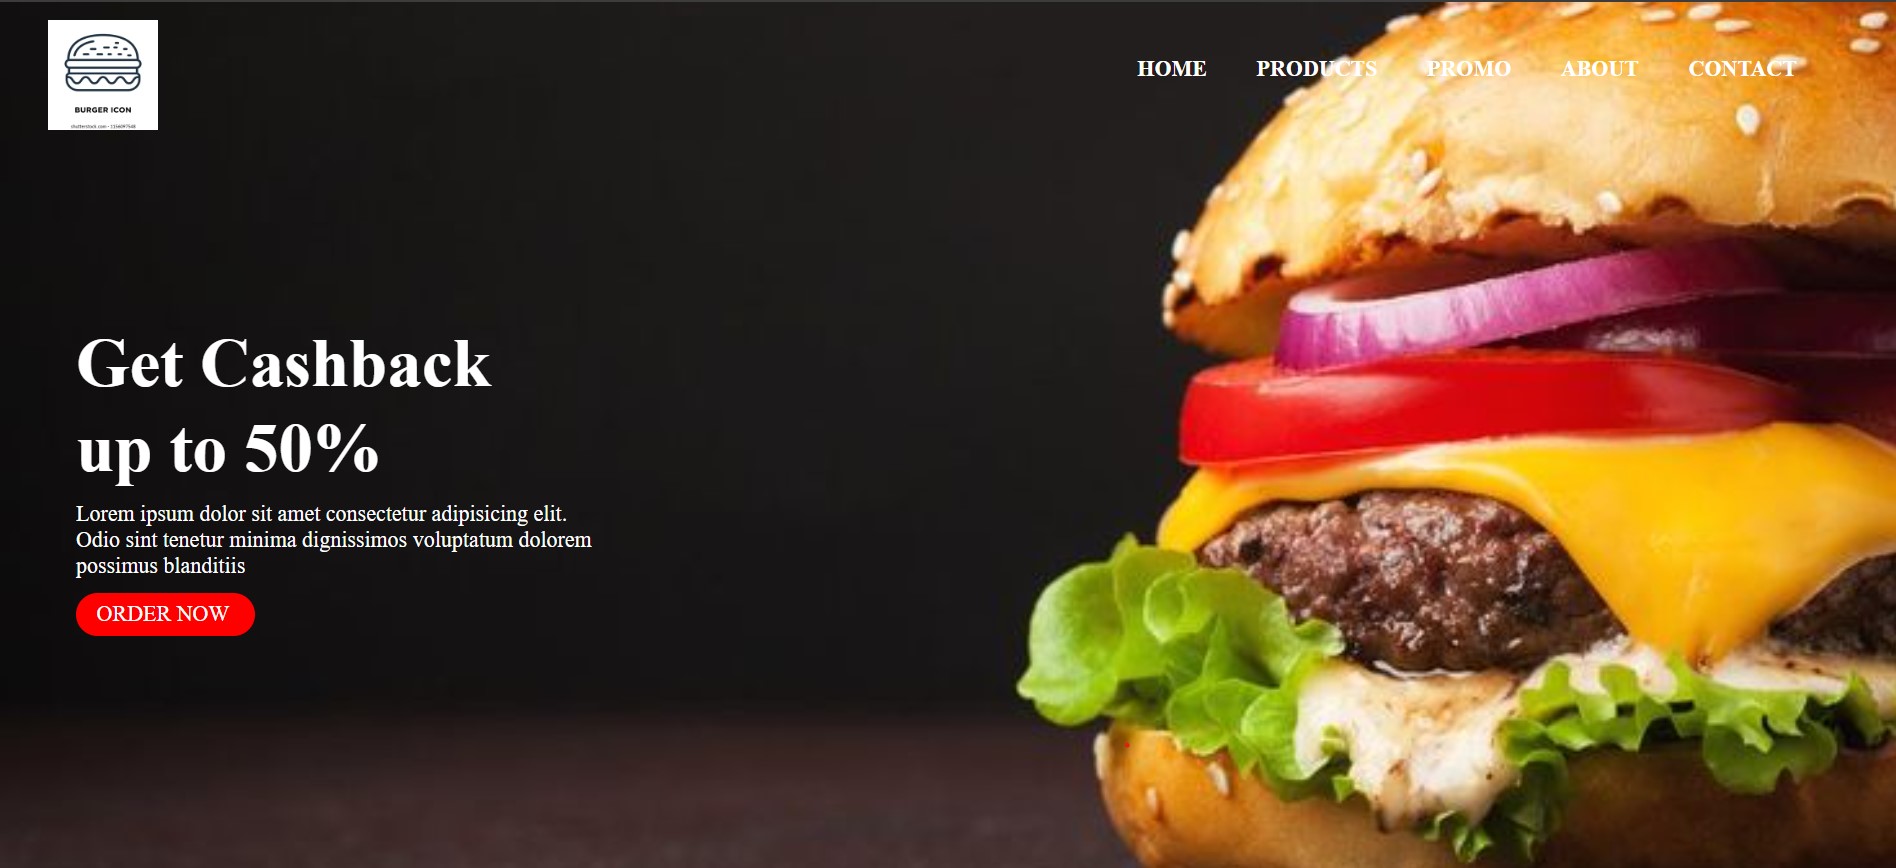 BURGER ICON
shutterstock.com • 1156097548
HOME PRODUCTS PROMO ABOUT CONTACT
Get Cashback
up to 50%
Lorem ipsum dolor sit amet consectetur adipisicing elit.
Odio sint tenetur minima dignissimos voluptatum dolorem
possimus blanditiis
ORDER NOW